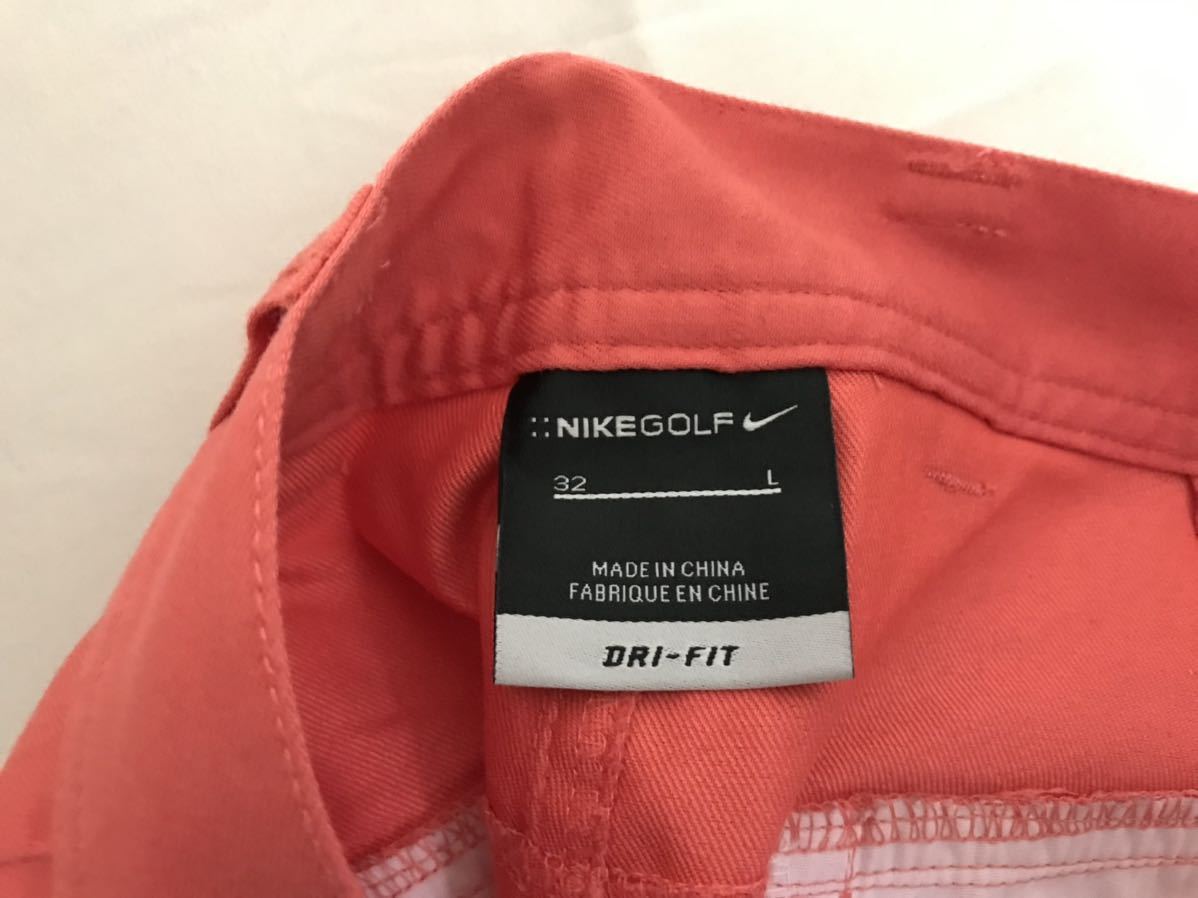 NIKEGOLF
32 L
MADE IN CHINA
FABRIQUE EN CHINE
DRI-FIT